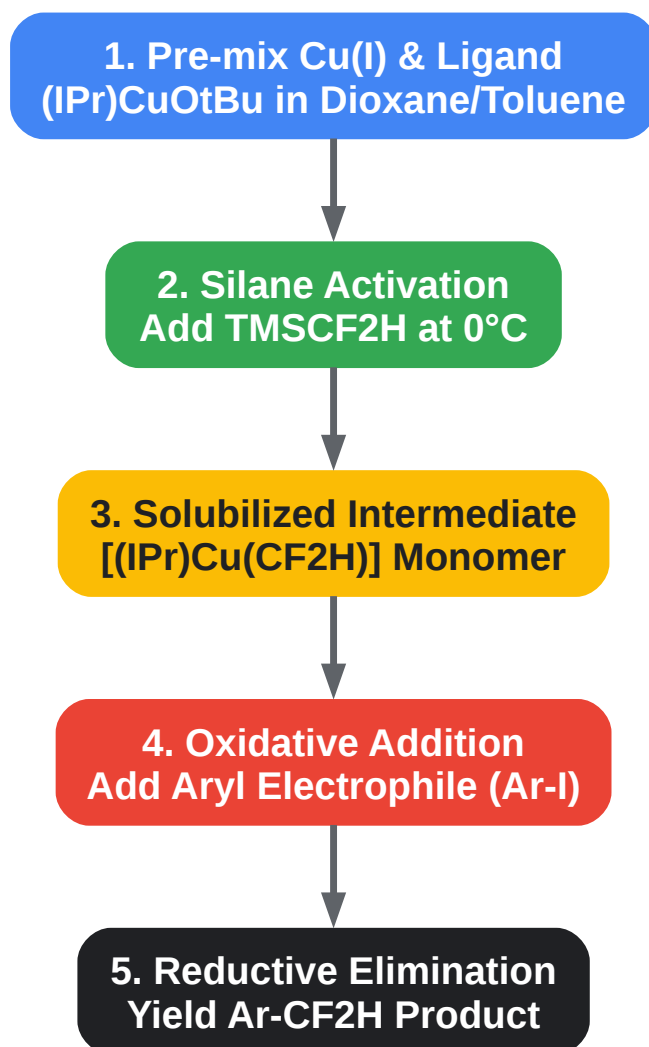 1. Pre-mix Cu(I) & Ligand
(IPr)CuOtBu in Dioxane/Toluene
2. Silane Activation
Add TMSCF2H at 0°C
3. Solubilized Intermediate
[(IPr)Cu(CF2H)] Monomer
4. Oxidative Addition
Add Aryl Electrophile (Ar-I)
5. Reductive Elimination
Yield Ar-CF2H Product